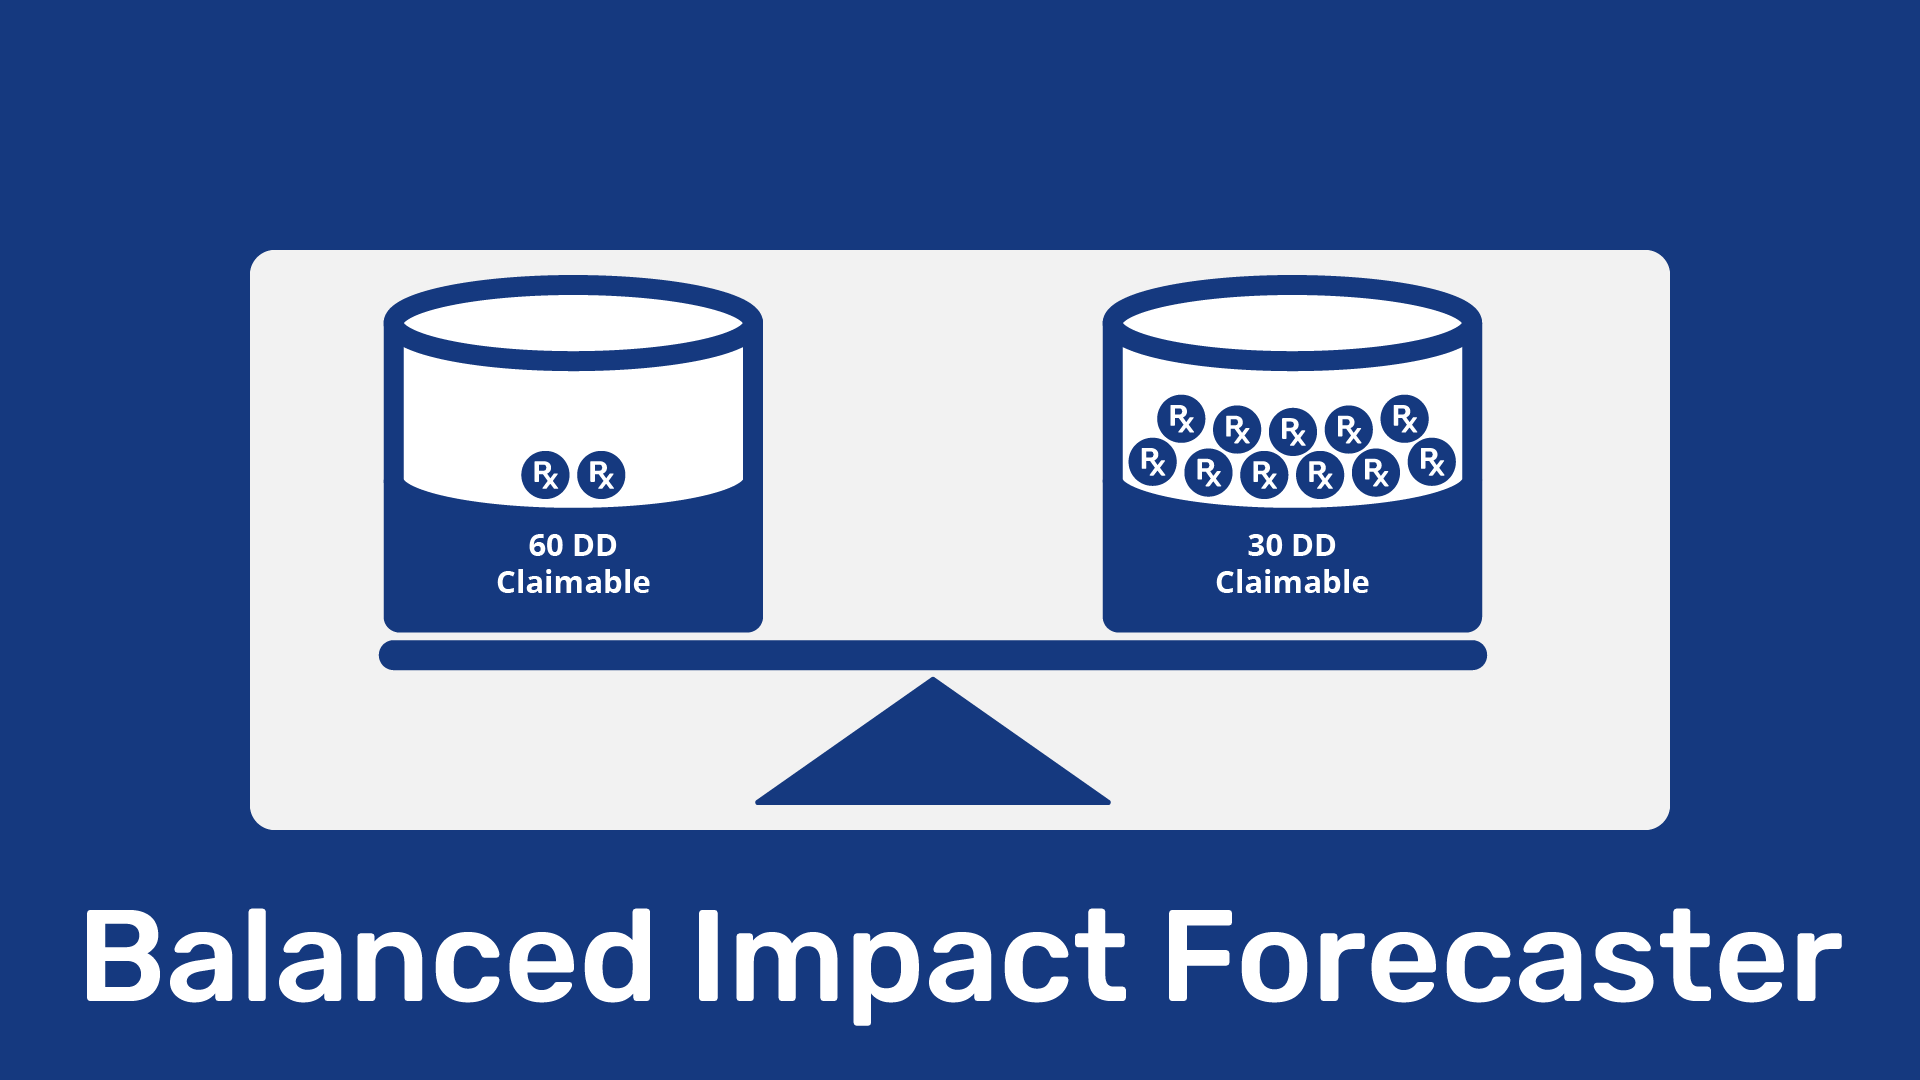 Rx Rx
60 DD
Claimable
Rx Rx Rx Rx Rx
Rx Rx Rx Rx Rx Rx
30 DD
Claimable
Balanced Impact Forecaster